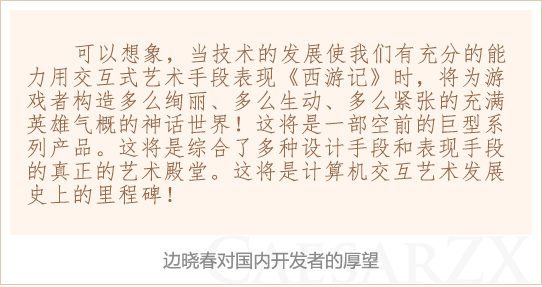 可以想象，当技术的发展使我们有充分的能
力用交互式艺术手段表现《西游记》时，将为游
戏者构造多么绚丽、多么生动、多么紧张的充满
英雄气概的神话世界！这将是一部空前的巨型系
列产品。这将是综合了多种设计手段和表现手段
的真正的艺术殿堂。这将是计算机交互艺术发展
史上的里程碑！
边晓春对国内开发者的厚望
CAESARZX